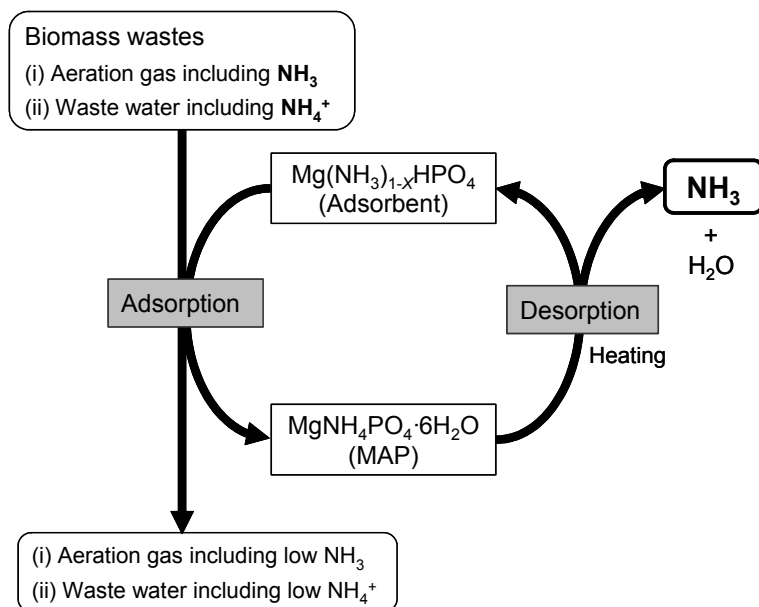 Biomass wastes
(i) Aeration gas including NH₃
(ii) Waste water including NH₄⁺
Mg(NH₃)₁₋ₓHPO₄
(Adsorbent)
NH₃
+
H₂O
Adsorption
Desorption
Heating
MgNH₄PO₄·6H₂O
(MAP)
(i) Aeration gas including low NH₃
(ii) Waste water including low NH₄⁺